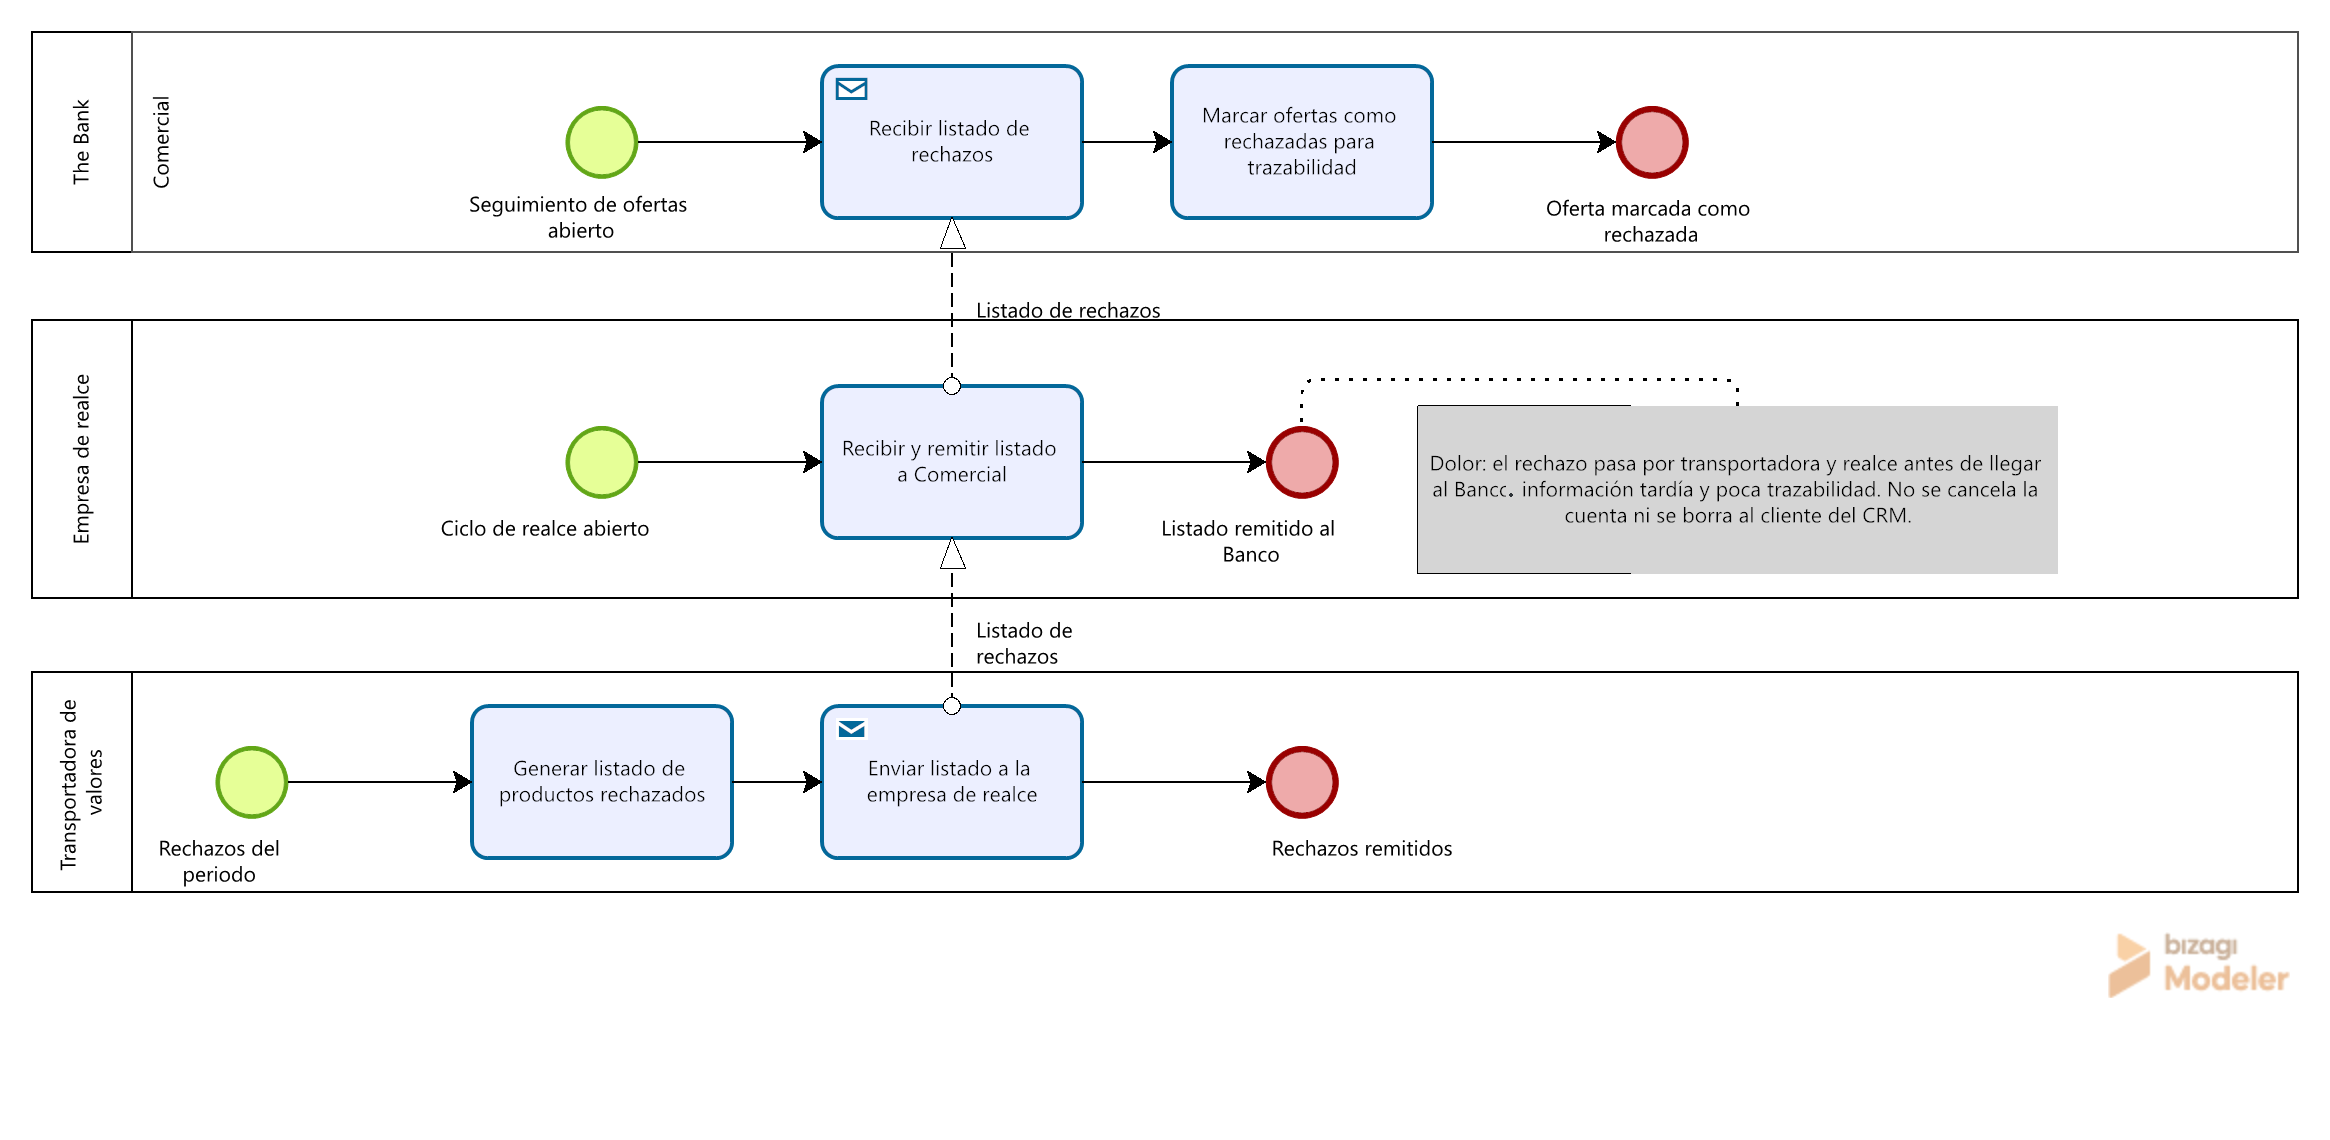 The Bank
Comercial
Recibir listado de
rechazos
Marcar ofertas como
rechazadas para
trazabilidad
Seguimiento de ofertas
abierto
Oferta marcada como
rechazada
Listado de rechazos
Empresa de realce
Recibir y remitir listado
a Comercial
Ciclo de realce abierto
Listado remitido al
Banco
Dolor: el rechazo pasa por transportadora y realce antes de llegar
al Bancc. información tardía y poca trazabilidad. No se cancela la
cuenta ni se borra al cliente del CRM.
Listado de
rechazos
Transportadora de
valores
Generar listado de
productos rechazados
Enviar listado a la
empresa de realce
Rechazos del
periodo
Rechazos remitidos
bizagi
Modeler